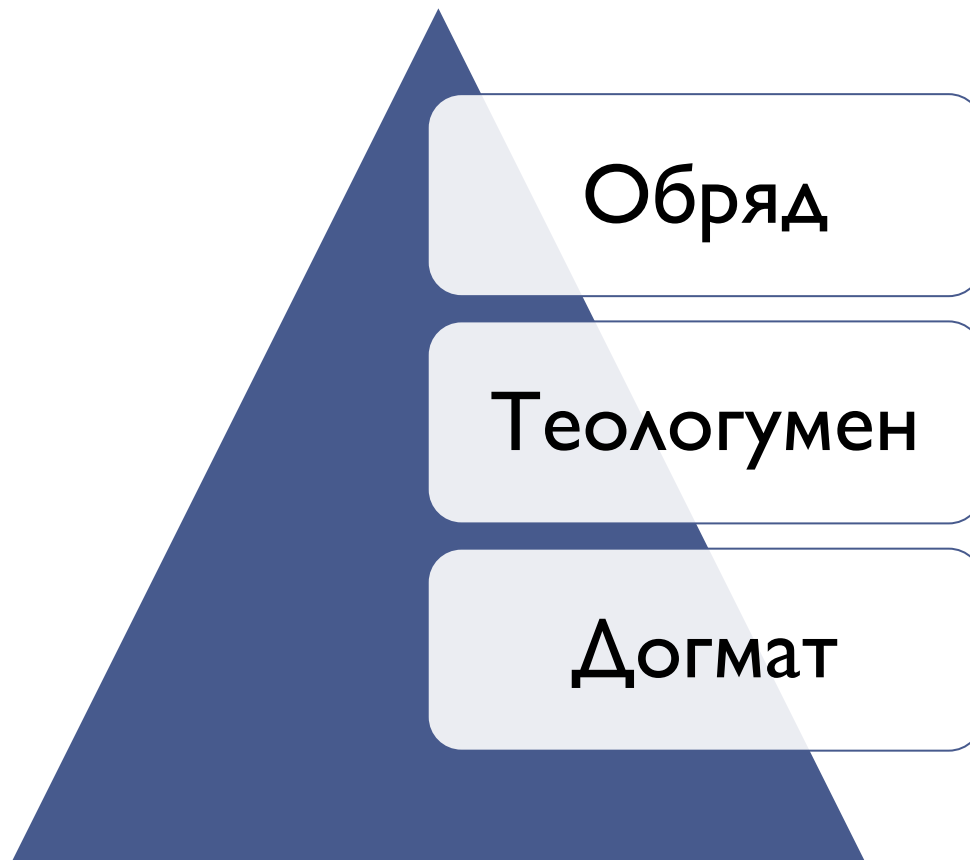 Обряд
Теологумен
Догмат